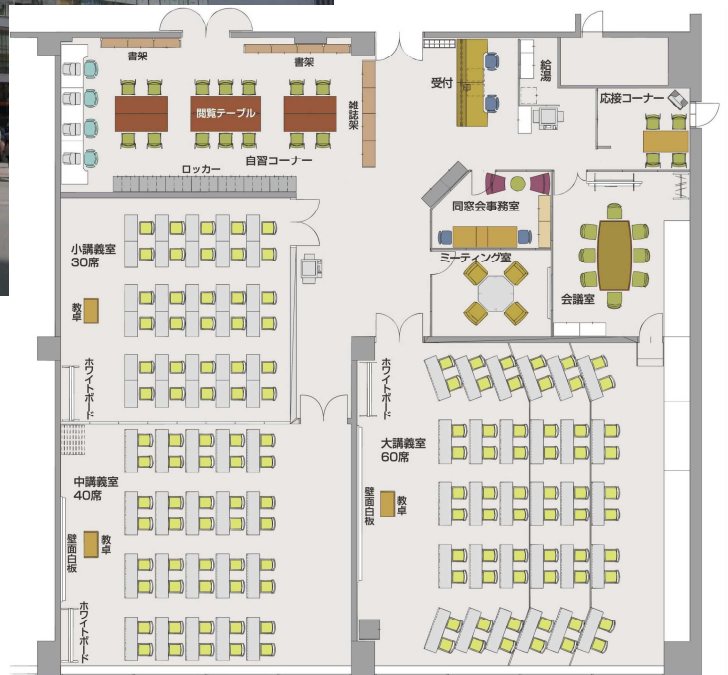 書架
書架
受付
給湯
応接コーナー
閲覧テーブル
雑誌架
自習コーナー
ロッカー
同窓会事務室
小講義室
30席
ミーティング室
会議室
教卓
ホワイトボード
ホワイトボード
大講義室
60席
中講義室
40席
壁面白板
教卓
壁面白板
教卓
ホワイトボード